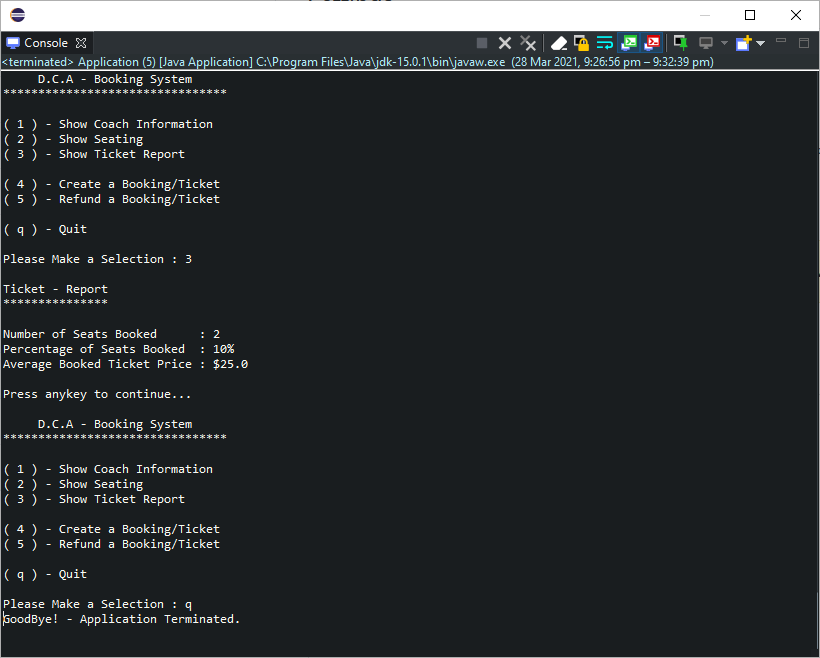 Console
<terminated> Application (5) [Java Application] C:\Program Files\Java\jdk-15.0.1\bin\javaw.exe (28 Mar 2021, 9:26:56 pm – 9:32:39 pm)
D.C.A - Booking System
********************************
( 1 ) - Show Coach Information
( 2 ) - Show Seating
( 3 ) - Show Ticket Report
( 4 ) - Create a Booking/Ticket
( 5 ) - Refund a Booking/Ticket
( q ) - Quit
Please Make a Selection : 3
Ticket - Report
***************
Number of Seats Booked : 2
Percentage of Seats Booked : 10%
Average Booked Ticket Price : $25.0
Press anykey to continue...
D.C.A - Booking System
********************************
( 1 ) - Show Coach Information
( 2 ) - Show Seating
( 3 ) - Show Ticket Report
( 4 ) - Create a Booking/Ticket
( 5 ) - Refund a Booking/Ticket
( q ) - Quit
Please Make a Selection : q
GoodBye! - Application Terminated.